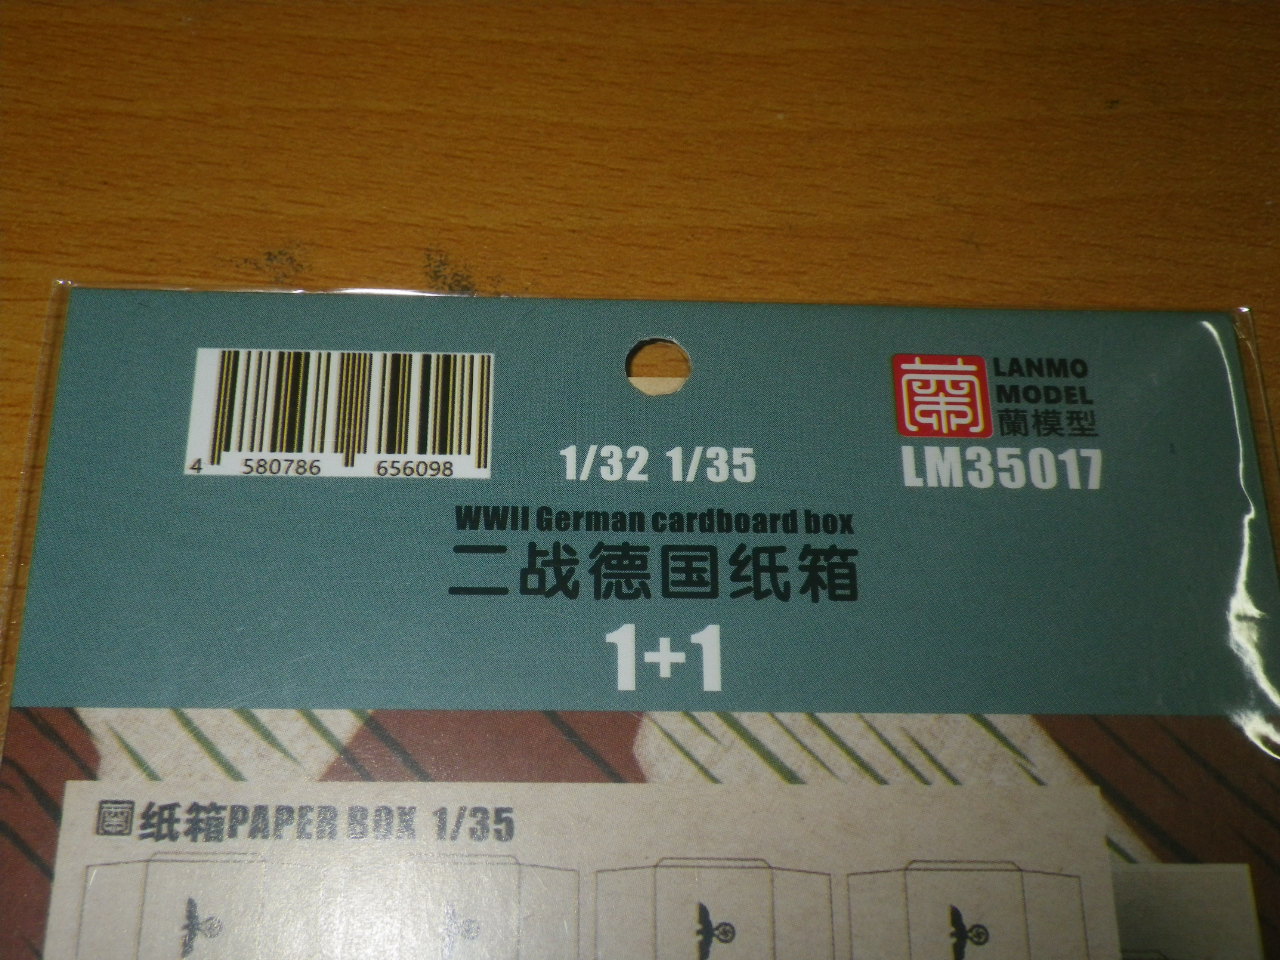 4 580786 656098
1/32 1/35
LANMO
MODEL
蘭模型
LM35017
WWII German cardboard box
二战德国纸箱
1+1
纸箱PAPER BOX 1/35